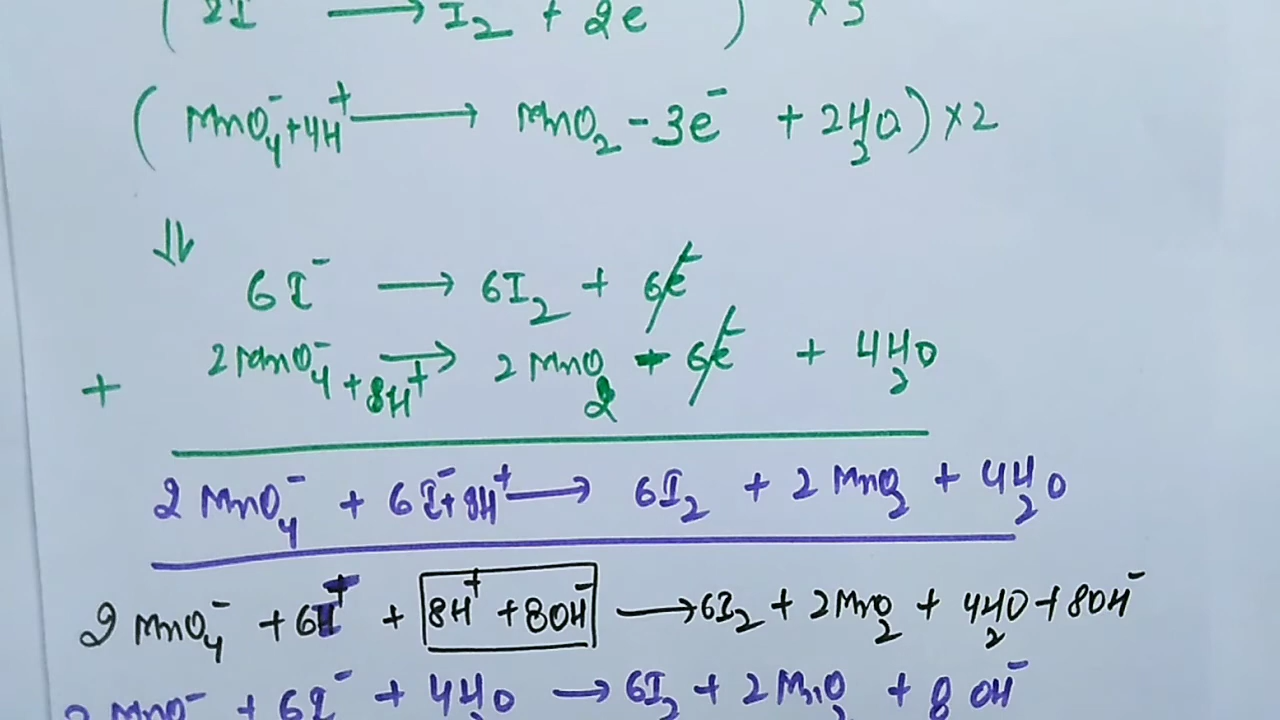 ( 2I ⟶ I₂ + 2e ) × 3
( MnO₄⁻ + 4H⁺ ⟶ MnO₂ - 3e⁻ + 2H₂O ) × 2
⇓
6I⁻ ⟶ 6I₂ + 6e⁻
+ 2MnO₄⁻ + 8H⁺ ⟶ 2MnO₂ - 6e⁻ + 4H₂O
2MnO₄⁻ + 6I⁻ + 8H⁺ ⟶ 6I₂ + 2MnO₂ + 4H₂O
2MnO₄⁻ + 6I⁺ + 8H⁺ + 8OH⁻ ⟶ 6I₂ + 2MnO₂ + 4H₂O + 8OH⁻
2MnO₄⁻ + 6I⁻ + 4H₂O ⟶ 6I₂ + 2MnO₂ + 8OH⁻